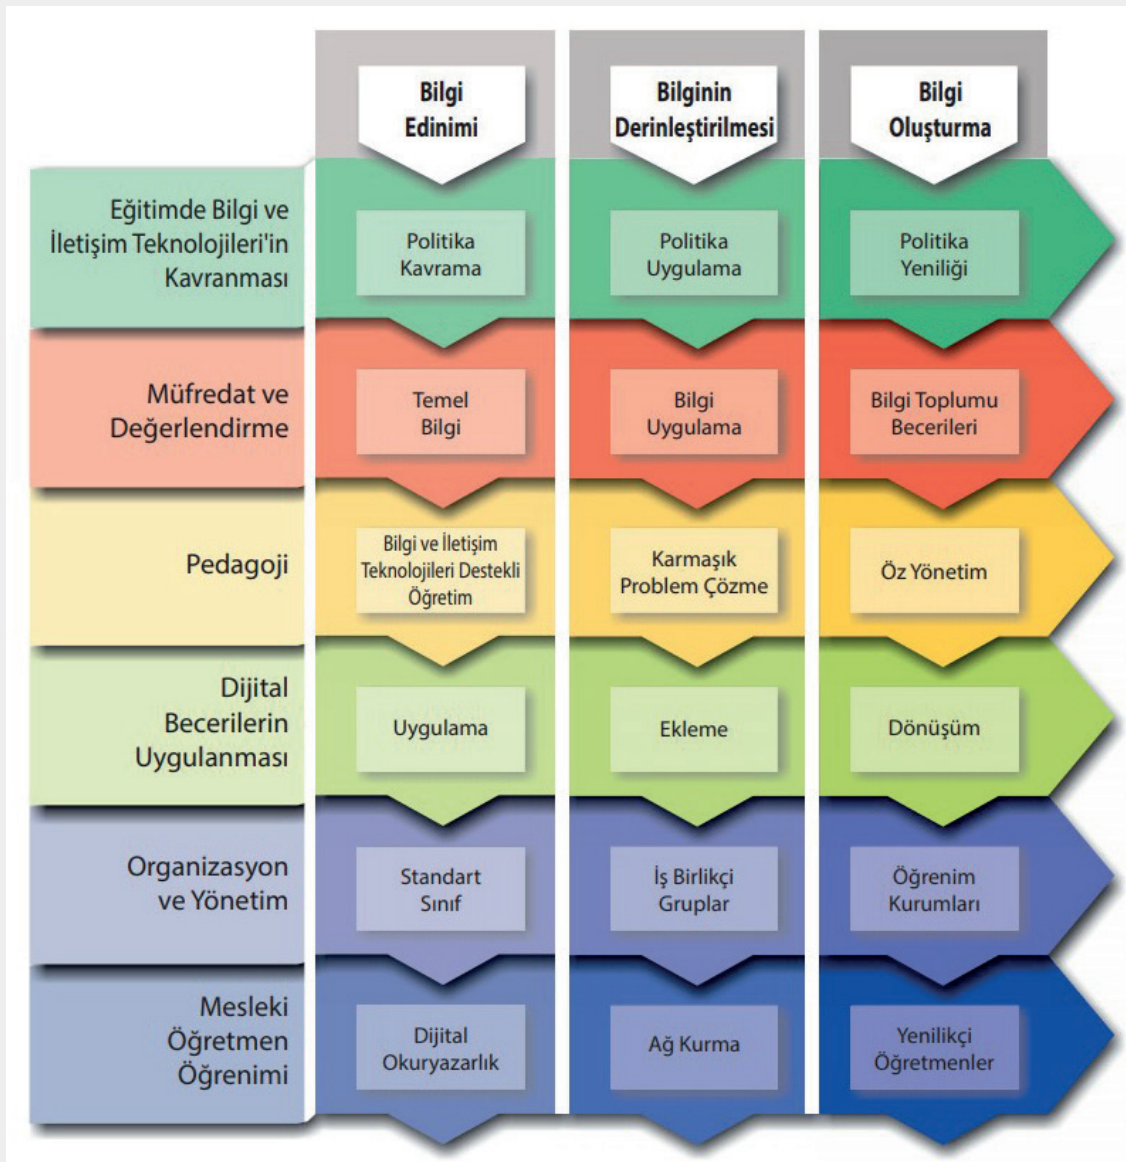 Bilgi
Edinimi
Bilginin
Derinleştirilmesi
Bilgi
Oluşturma
Eğitimde Bilgi ve
İletişim Teknolojileri'in
Kavranması
Politika
Kavrama
Politika
Uygulama
Politika
Yeniliği
Müfredat ve
Değerlendirme
Temel
Bilgi
Bilgi
Uygulama
Bilgi Toplumu
Becerileri
Pedagoji
Bilgi ve İletişim
Teknolojileri Destekli
Öğretim
Karmaşık
Problem Çözme
Öz Yönetim
Dijital
Becerilerin
Uygulanması
Uygulama
Ekleme
Dönüşüm
Organizasyon
ve Yönetim
Standart
Sınıf
İş Birlikçi
Gruplar
Öğrenim
Kurumları
Mesleki
Öğretmen
Öğrenimi
Dijital
Okuryazarlık
Ağ Kurma
Yenilikçi
Öğretmenler